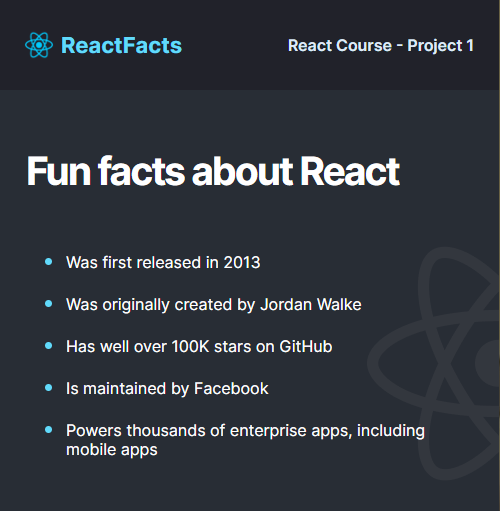 ReactFacts
React Course - Project 1
Fun facts about React
Was first released in 2013
Was originally created by Jordan Walke
Has well over 100K stars on GitHub
Is maintained by Facebook
Powers thousands of enterprise apps, including
mobile apps